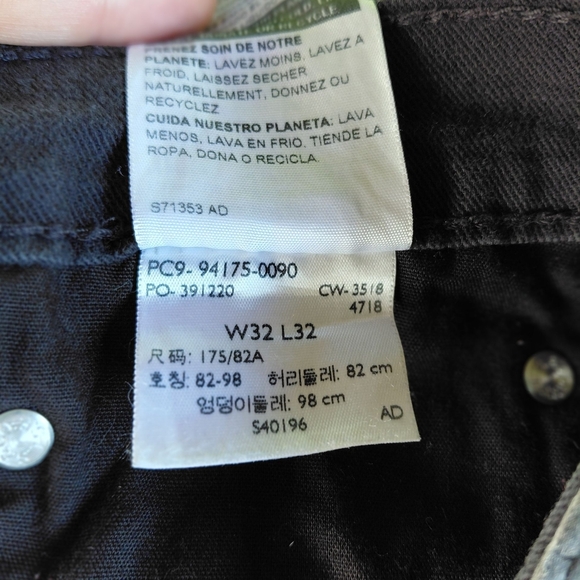 PRENEZ SOIN DE NOTRE
PLANETE: LAVEZ MOINS, LAVEZ A
FROID, LAISSEZ SECHER
NATURELLEMENT, DONNEZ OU
RECYCLEZ
CUIDA NUESTRO PLANETA: LAVA
MENOS, LAVA EN FRIO, TIENDE LA
ROPA, DONA O RECICLA.
S71353 AD
PC9- 94175-0090
PO- 391220 CW- 3518
4718
W32 L32
尺 码: 175/82A
호칭: 82-98 허리둘레: 82 cm
엉덩이둘레: 98 cm
S40196 AD